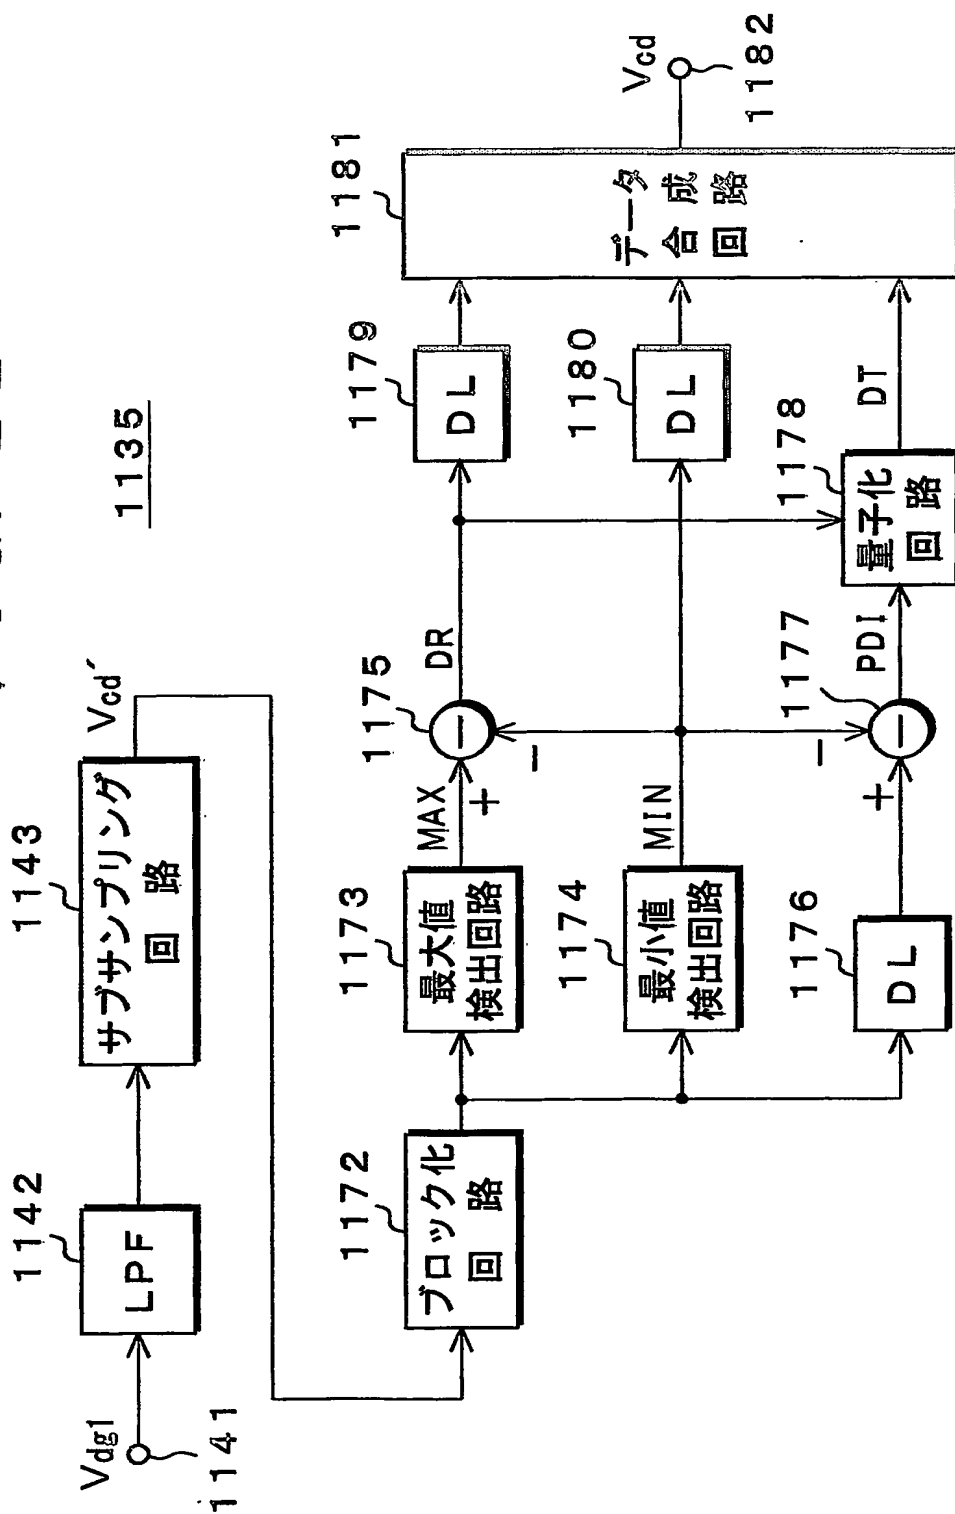 1135
1142
1143
Vdg1
LPF
サブサンプリング
回路
Vcd´
1141
1172
1173
1175
1179
1181
ブロック化
回路
最大値
検出回路
MAX
+
−
DR
DL
データ
合成
回路
Vcd
1182
−
1174
1180
最小値
検出回路
MIN
DL
−
1176
1177
1178
DL
+
−
PDI
量子化
回路
DT